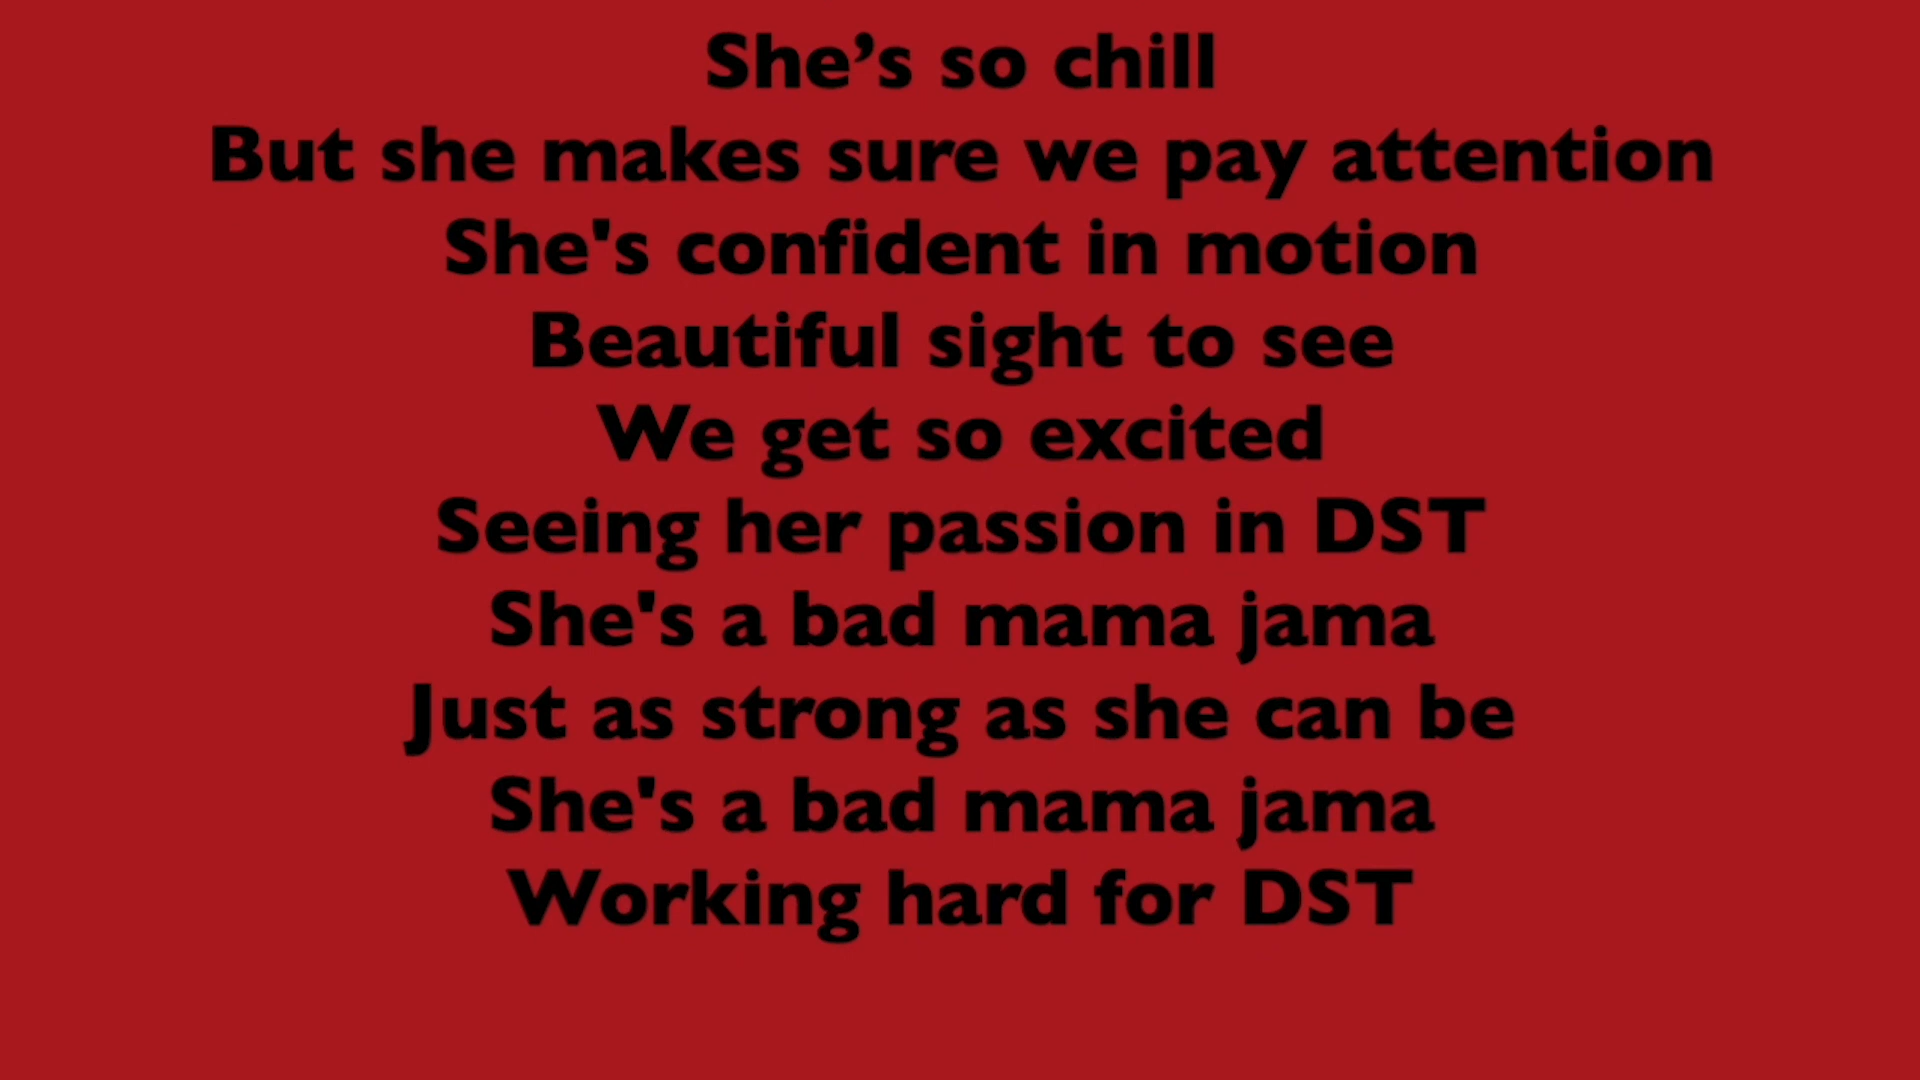 She’s so chill
But she makes sure we pay attention
She's confident in motion
Beautiful sight to see
We get so excited
Seeing her passion in DST
She's a bad mama jama
Just as strong as she can be
She's a bad mama jama
Working hard for DST